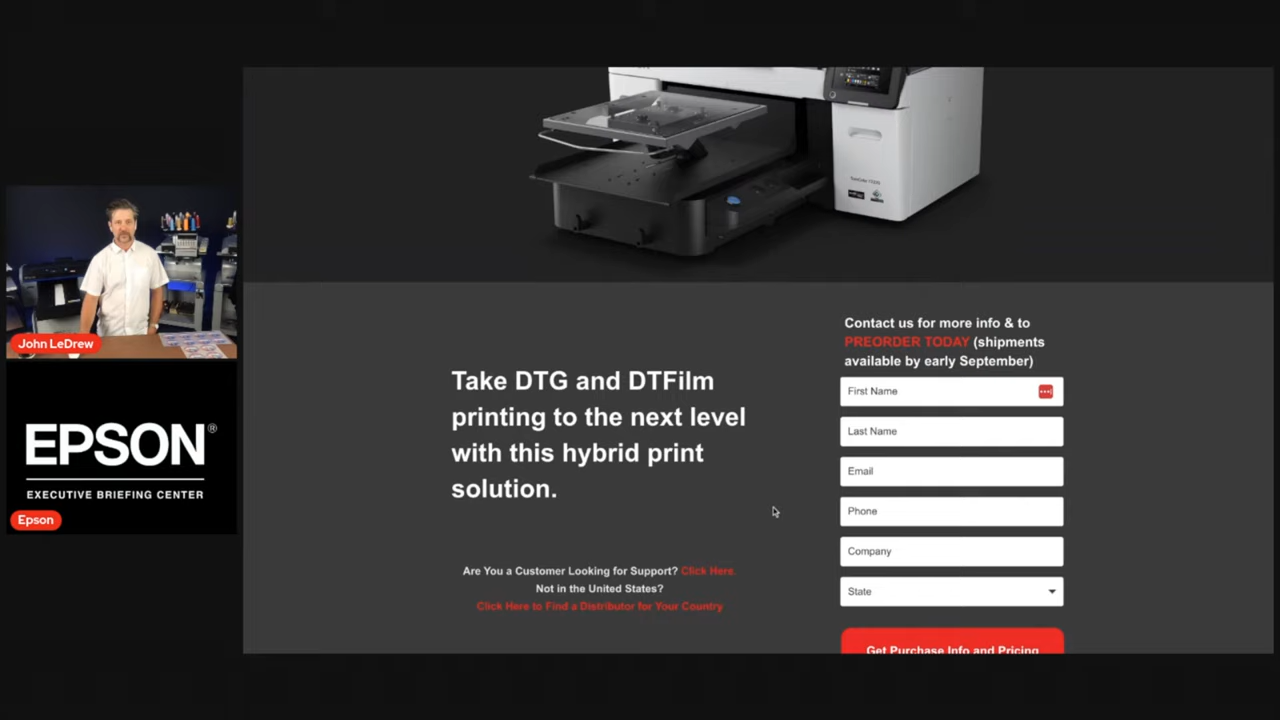 John LeDrew
EPSON®
EXECUTIVE BRIEFING CENTER
Epson
Take DTG and DTFilm
printing to the next level
with this hybrid print
solution.
Are You a Customer Looking for Support? Click Here.
Not in the United States?
Click Here to Find a Distributor for Your Country
Contact us for more info & to
PREORDER TODAY (shipments
available by early September)
First Name
Last Name
Email
Phone
Company
State
Get Purchase Info and Pricing